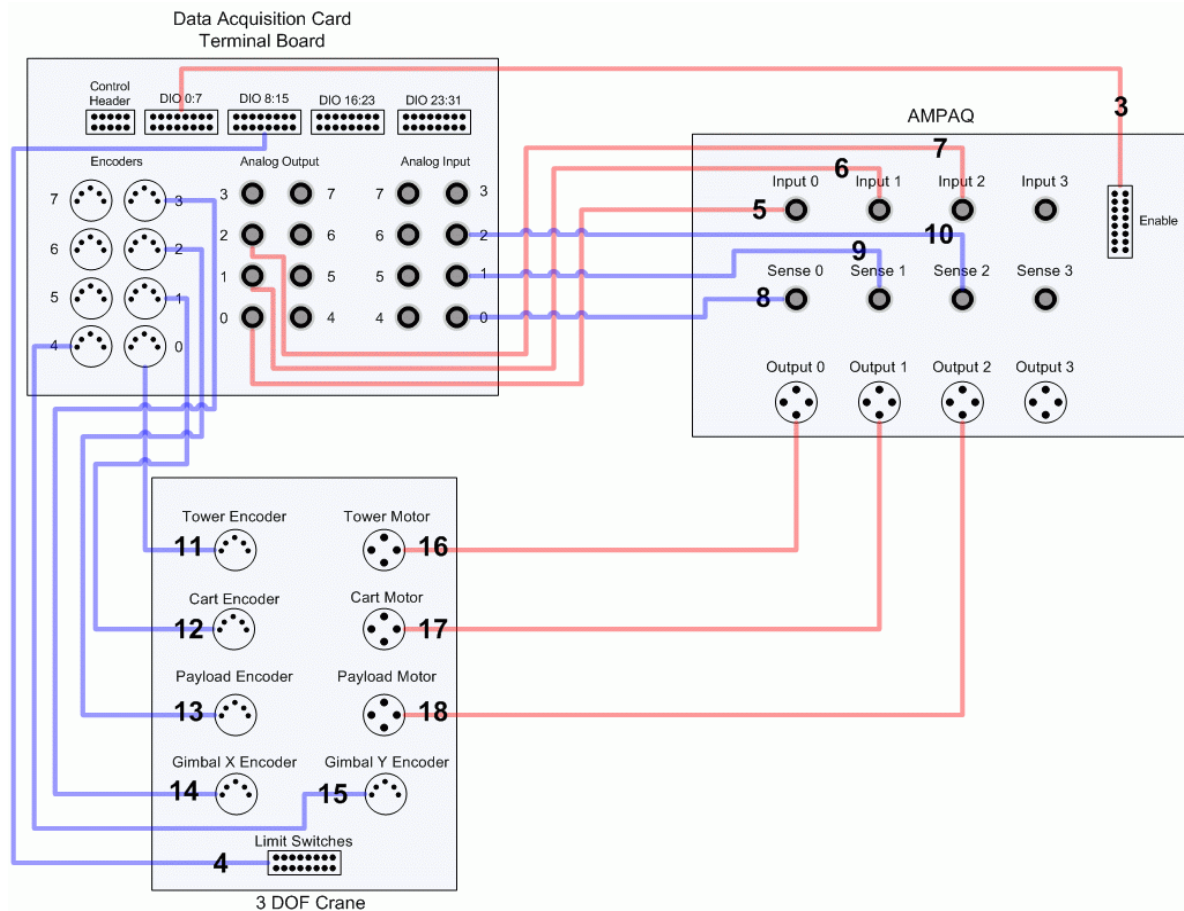 Data Acquisition Card
Terminal Board
Control
Header
DIO 0:7
DIO 8:15
DIO 16:23
DIO 23:31
3
AMPAQ
Encoders
Analog Output
Analog Input
7
3
3
7
7
3
6
2
2
6
6
2
5
1
1
5
5
1
4
0
0
4
4
0
7
6
Input 0
Input 1
Input 2
Input 3
5
Enable
10
9
Sense 0
Sense 1
Sense 2
Sense 3
8
Output 0
Output 1
Output 2
Output 3
Tower Encoder
Tower Motor
11
16
Cart Encoder
Cart Motor
12
17
Payload Encoder
Payload Motor
13
18
Gimbal X Encoder
Gimbal Y Encoder
14
15
Limit Switches
4
3 DOF Crane